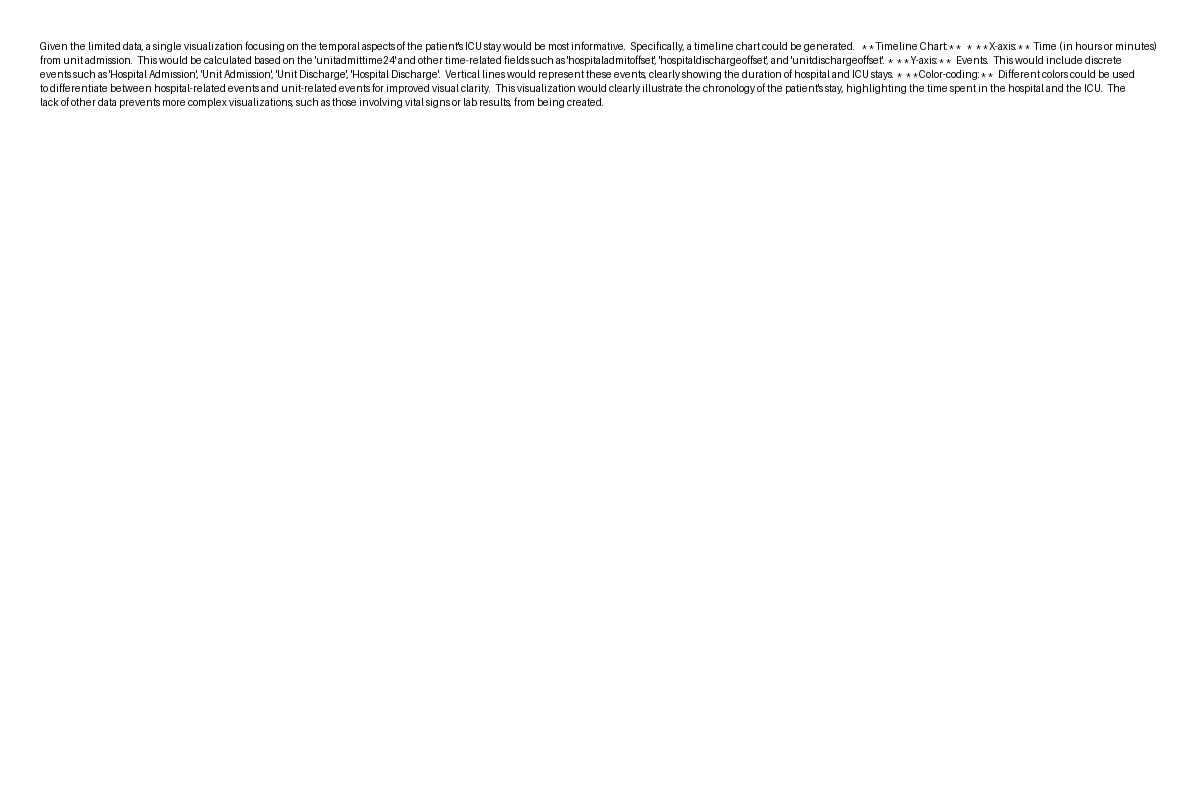 Given the limited data, a single visualization focusing on the temporal aspects of the patient's ICU stay would be most informative.  Specifically, a timeline chart could be generated.   **Timeline Chart:**  * **X-axis:** Time (in hours or minutes)
from unit admission.  This would be calculated based on the 'unitadmittime24' and other time-related fields such as 'hospitaladmitoffset', 'hospitaldischargeoffset', and 'unitdischargeoffset'. * **Y-axis:** Events.  This would include discrete
events such as 'Hospital Admission', 'Unit Admission', 'Unit Discharge', 'Hospital Discharge'.  Vertical lines would represent these events, clearly showing the duration of hospital and ICU stays. * **Color-coding:** Different colors could be used
to differentiate between hospital-related events and unit-related events for improved visual clarity.  This visualization would clearly illustrate the chronology of the patient's stay, highlighting the time spent in the hospital and the ICU.  The
lack of other data prevents more complex visualizations, such as those involving vital signs or lab results, from being created.